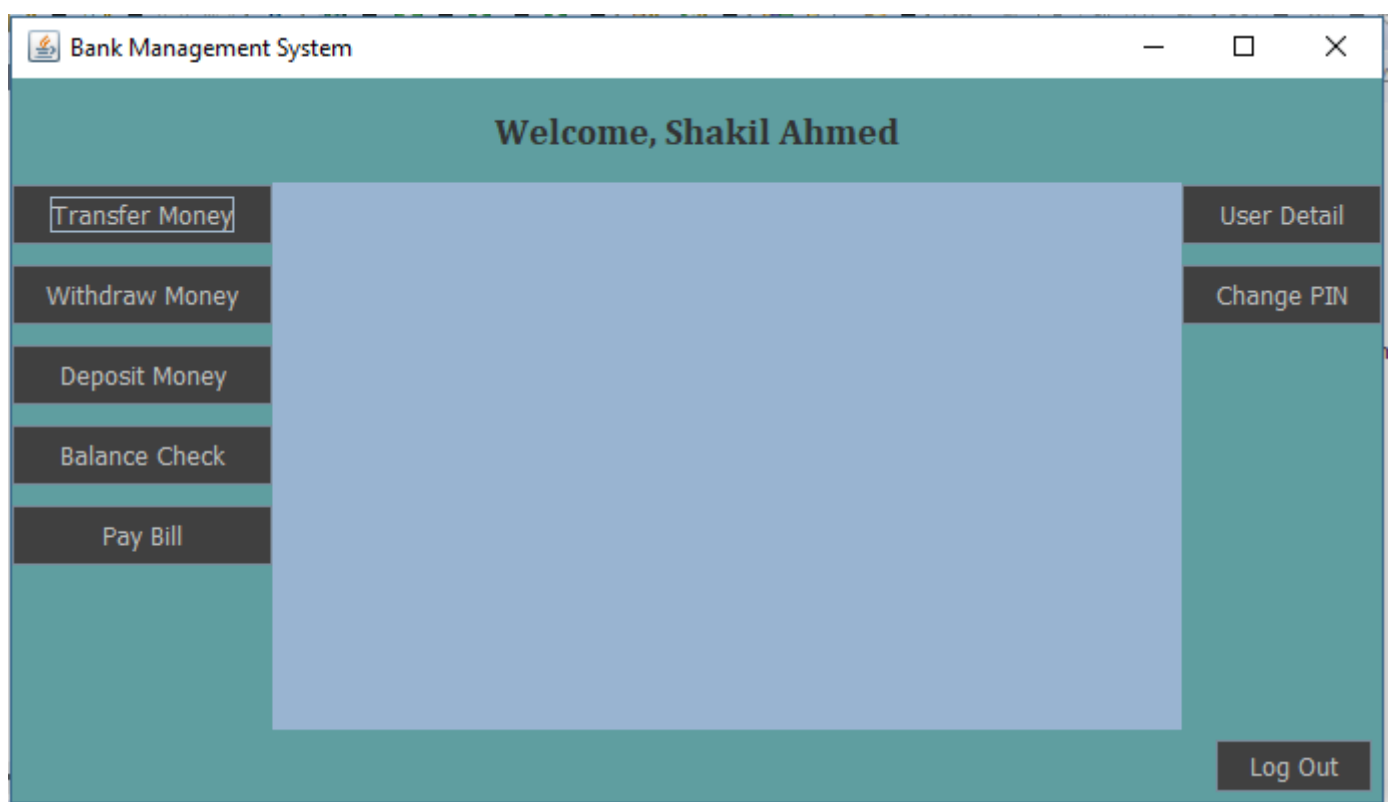 Bank Management System
Welcome, Shakil Ahmed
Transfer Money
User Detail
Withdraw Money
Change PIN
Deposit Money
Balance Check
Pay Bill
Log Out